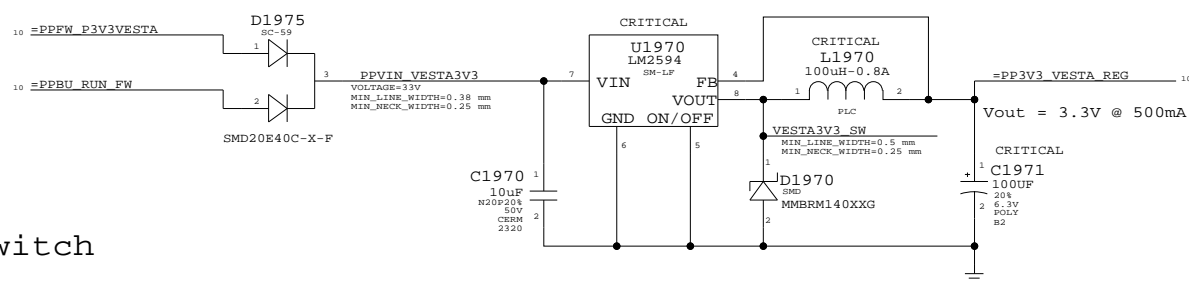 D1975
SC-59
10 =PPFW_P3V3VESTA
1
10 =PPBU_RUN_FW
2
3
SMD20E40C-X-F
PPVIN_VESTA3V3
VOLTAGE=33V
MIN_LINE_WIDTH=0.38 mm
MIN_NECK_WIDTH=0.25 mm
CRITICAL
U1970
LM2594
SM-LF
7
VIN
FB
4
VOUT
8
GND ON/OFF
6
5
C1970
1
10uF
N20P20%
50V
CERM
2
2320
CRITICAL
L1970
100uH-0.8A
1
2
PLC
VESTA3V3_SW
MIN_LINE_WIDTH=0.5 mm
MIN_NECK_WIDTH=0.25 mm
1
D1970
SMD
MMBRM140XXG
2
=PP3V3_VESTA_REG
10
Vout = 3.3V @ 500mA
CRITICAL
1
+
C1971
100UF
20%
2
6.3V
POLY
B2
witch